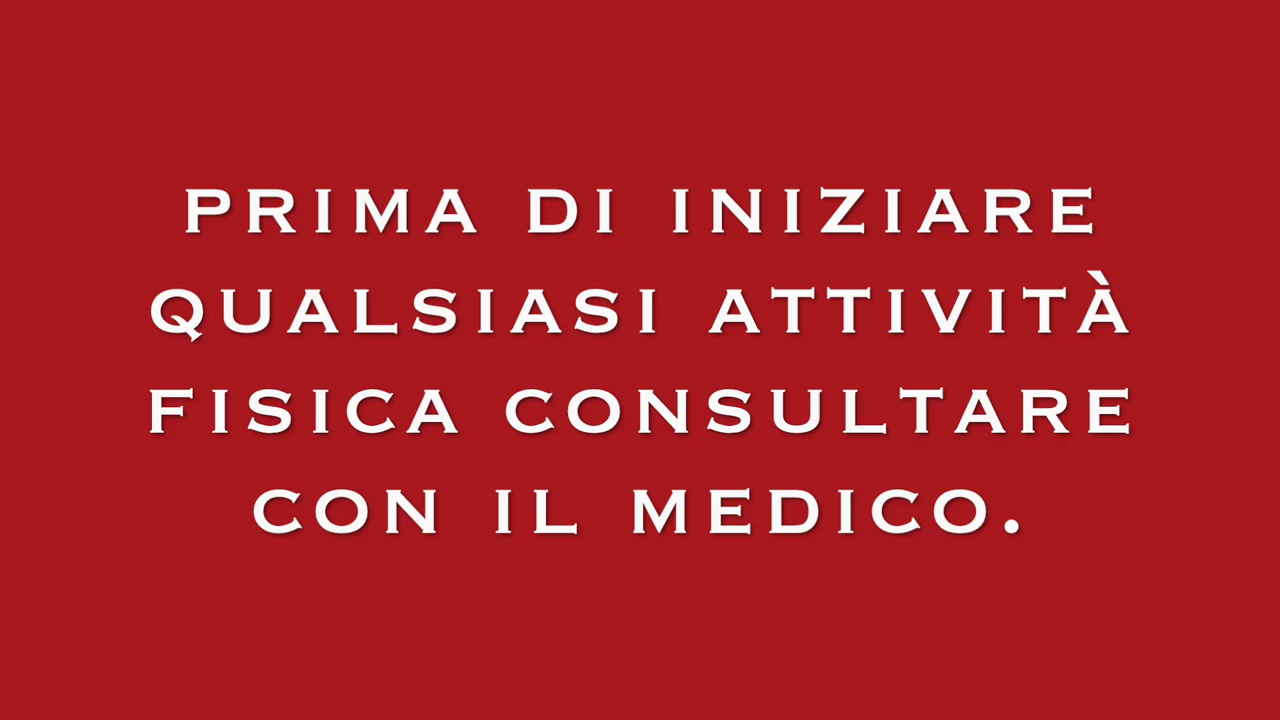 PRIMA DI INIZIARE
QUALSIASI ATTIVITÀ
FISICA CONSULTARE
CON IL MEDICO.